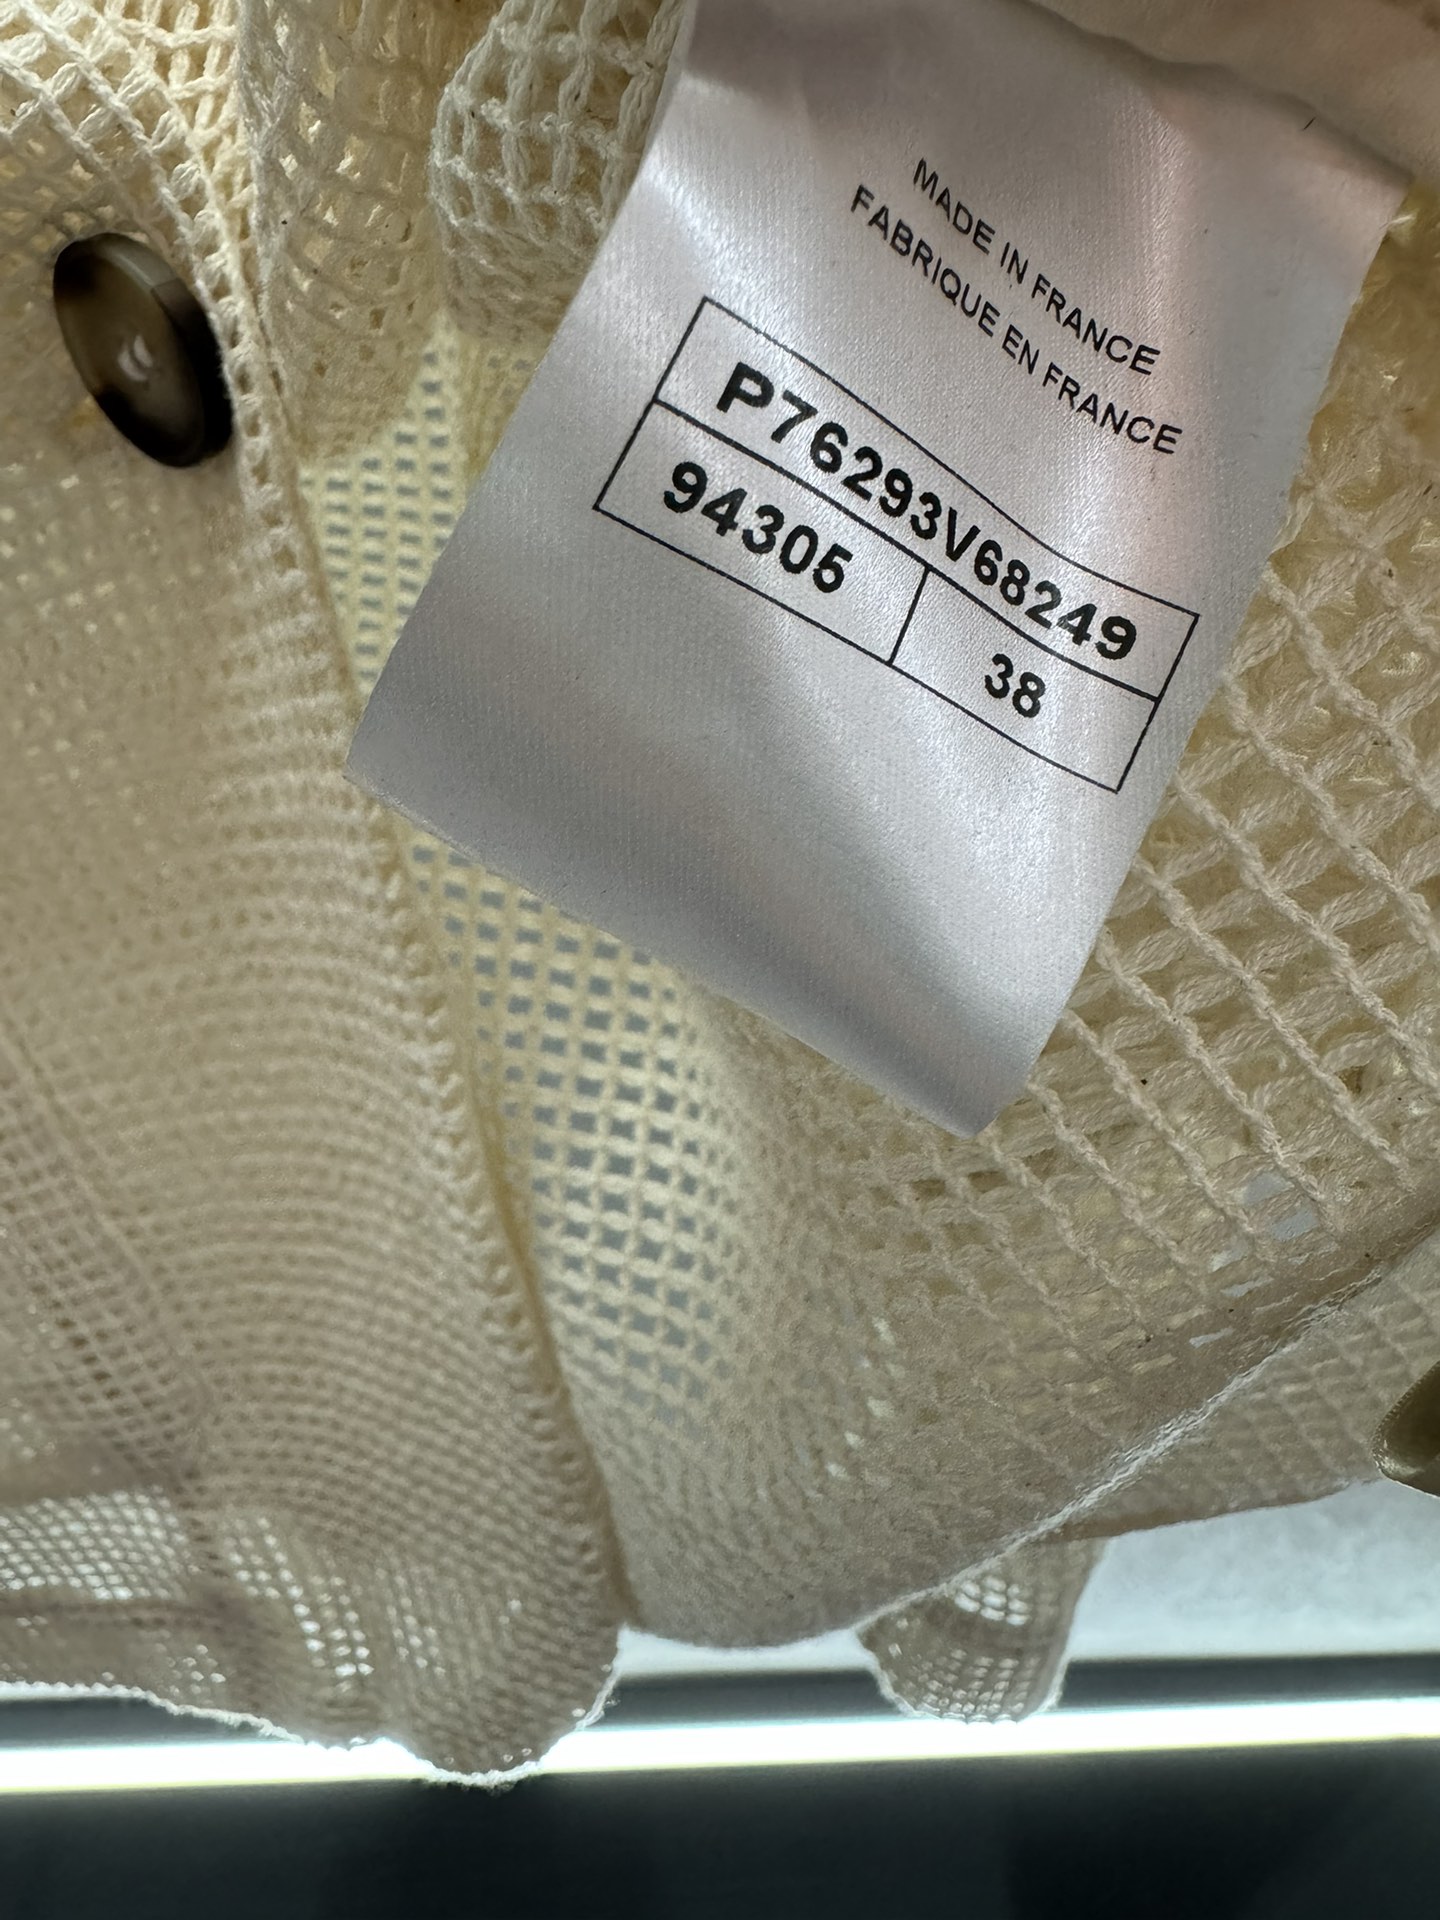 MADE IN FRANCE
FABRIQUE EN FRANCE
P76293V68249
94305 38